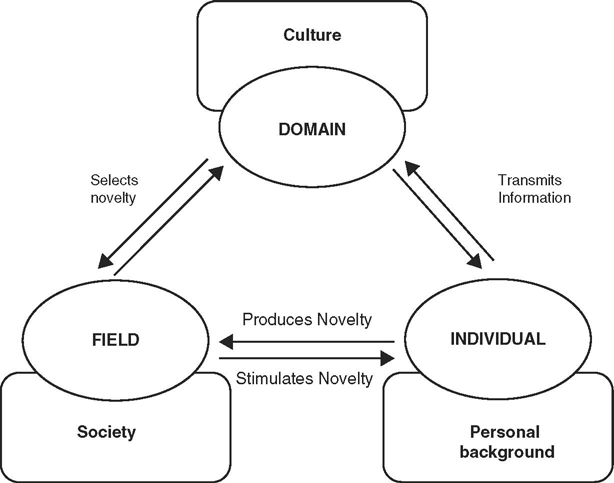 Culture
DOMAIN
Selects
novelty
Transmits
Information
Produces Novelty
FIELD
INDIVIDUAL
Stimulates Novelty
Society
Personal
background